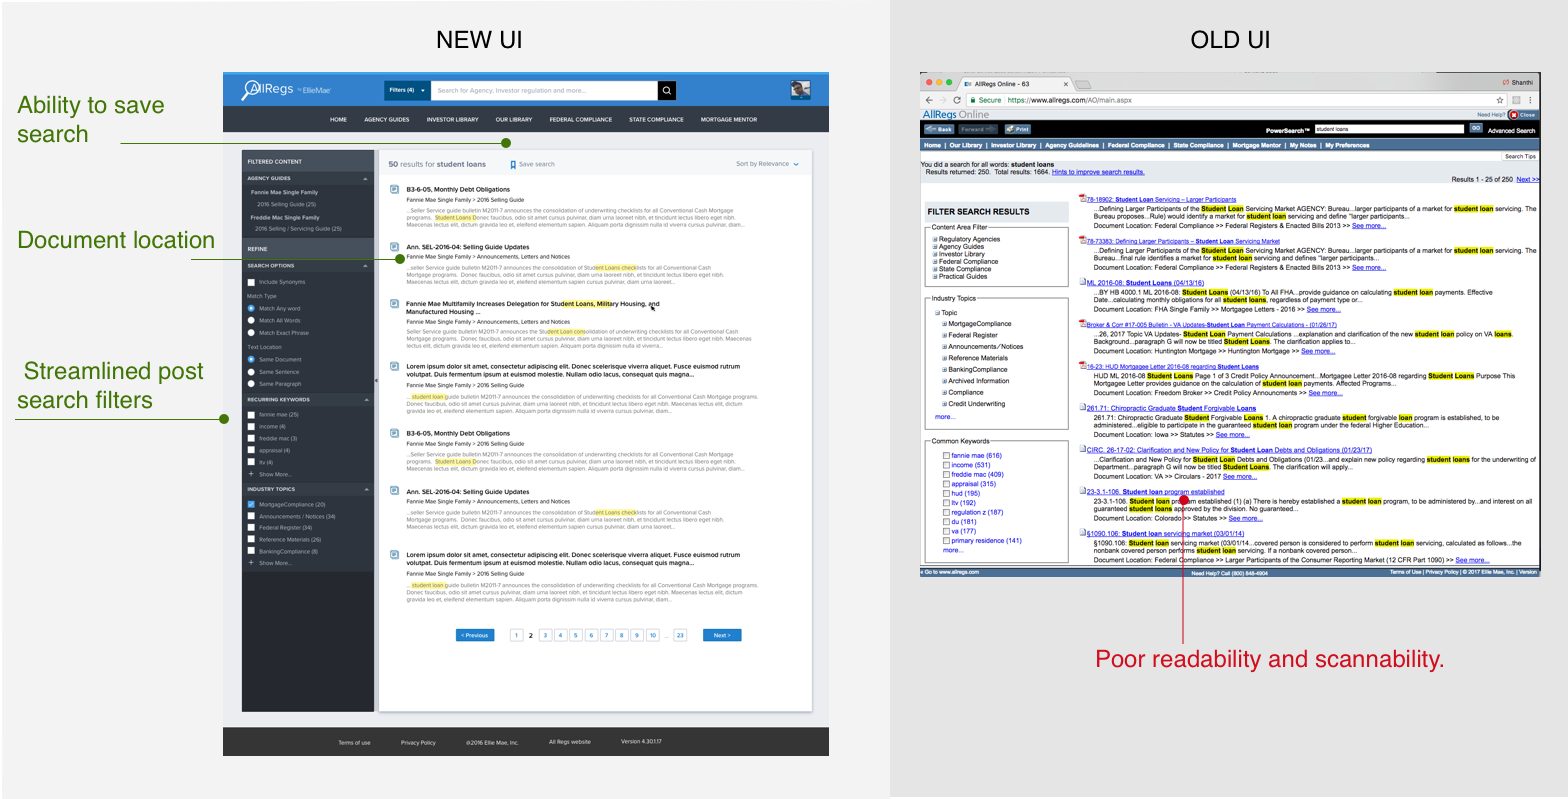 NEW UI
Ability to save
search
Document location
Streamlined post
search filters
AllRegs by EllieMae
Filters (4)
Search for Agency, Investor regulation and more...
HOME AGENCY GUIDES INVESTOR LIBRARY OUR LIBRARY FEDERAL COMPLIANCE STATE COMPLIANCE MORTGAGE MENTOR
FILTERED CONTENT
AGENCY GUIDES
Fannie Mae Single Family
2016 Selling Guide (25)
Freddie Mac Single Family
2016 Selling / Servicing Guide (25)
REFINE
SEARCH OPTIONS
Include Synonyms
Match Type
Match Any word
Match All Words
Match Exact Phrase
Text Location
Same Document
Same Sentence
Same Paragraph
RECURRING KEYWORDS
fannie mae (25)
income (4)
freddie mac (3)
appraisal (4)
ltv (4)
+ Show More...
INDUSTRY TOPICS
MortgageCompliance (20)
Announcements / Notices (34)
Federal Register (34)
Reference Materials (26)
BankingCompliance (8)
+ Show More...
50 results for student loans
Save search
Sort by Relevance
B3-6-05, Monthly Debt Obligations
Fannie Mae Single Family > 2016 Selling Guide
...Seller Service guide bulletin M2011-7 announces the consolidation of underwriting checklists for all Conventional Cash Mortgage
programs. Student Loans Donec faucibus, odio sit amet cursus pulvinar, diam urna laoreet nibh, et tincidunt lectus libero eget nibh.
Maecenas lectus elit, dictum gravida leo et, eleifend elementum sapien. Aliquam porta dignissim nulla id viverra cursus pulvinar, diam...
Ann. SEL-2016-04: Selling Guide Updates
Fannie Mae Single Family > Announcements, Letters and Notices
...seller Service guide bulletin M2011-7 announces the consolidation of Student Loans checklists for all Conventional Cash
Mortgage programs. Donec faucibus, odio sit amet cursus pulvinar, diam urna laoreet nibh, et tincidunt lectus libero eget nibh.
Maecenas lectus elit, dictum gravida leo et, eleifend elementum sapien cursus pulvinar, diam urna laoreet...
Fannie Mae Multifamily Increases Delegation for Student Loans, Military Housing, and
Manufactured Housing ...
Fannie Mae Single Family > Announcements, Letters and Notices
Seller Service guide bulletin M2011-7 announces the Student Loan consolidation of underwriting checklists for all Conventional Cash
Mortgage programs. Donec faucibus, odio sit amet cursus pulvinar, diam urna laoreet nibh, et tincidunt lectus libero eget nibh. Maecenas
lectus elit, dictum gravida leo et, eleifend elementum sapien. Aliquam porta dignissim nulla id viverra...
Lorem ipsum dolor sit amet, consectetur adipiscing elit. Donec scelerisque viverra aliquet. Fusce euismod rutrum
volutpat. Duis fermentum justo at euismod molestie. Nullam odio lacus, consequat quis magna...
Fannie Mae Single Family > 2016 Selling Guide
...student loan guide bulletin M2011-7 announces the consolidation of underwriting checklists for all Conventional Cash Mortgage programs.
Donec faucibus, odio sit amet cursus pulvinar, diam urna laoreet nibh, et tincidunt lectus libero eget nibh. Maecenas lectus elit, dictum
gravida leo et, eleifend elementum sapien. Aliquam porta dignissim nulla id viverra cursus pulvinar, diam...
B3-6-05, Monthly Debt Obligations
Fannie Mae Single Family > 2016 Selling Guide
...Seller Service guide bulletin M2011-7 announces the consolidation of underwriting checklists for all Conventional Cash Mortgage
programs. Student Loans Donec faucibus, odio sit amet cursus pulvinar, diam urna laoreet nibh, et tincidunt lectus libero eget nibh.
Maecenas lectus elit, dictum gravida leo et, eleifend elementum sapien. Aliquam porta dignissim nulla id viverra cursus pulvinar, diam...
Ann. SEL-2016-04: Selling Guide Updates
Fannie Mae Single Family > Announcements, Letters and Notices
...seller Service guide bulletin M2011-7 announces the consolidation of Student Loans checklists for all Conventional Cash
Mortgage programs. Donec faucibus, odio sit amet cursus pulvinar, diam urna laoreet nibh, et tincidunt lectus libero eget nibh.
Maecenas lectus elit, dictum gravida leo et, eleifend elementum sapien cursus pulvinar, diam urna laoreet...
Lorem ipsum dolor sit amet, consectetur adipiscing elit. Donec scelerisque viverra aliquet. Fusce euismod rutrum
volutpat. Duis fermentum justo at euismod molestie. Nullam odio lacus, consequat quis magna...
Fannie Mae Single Family > 2016 Selling Guide
...student loan guide bulletin M2011-7 announces the consolidation of underwriting checklists for all Conventional Cash Mortgage programs.
Donec faucibus, odio sit amet cursus pulvinar, diam urna laoreet nibh, et tincidunt lectus libero eget nibh. Maecenas lectus elit, dictum
gravida leo et, eleifend elementum sapien. Aliquam porta dignissim nulla id viverra cursus pulvinar, diam...
< Previous 1 2 3 4 5 6 7 8 9 10 ... 23 Next >
Terms of use Privacy Policy @2016 Ellie Mae, Inc. All Regs website Version 4.30.1.17
OLD UI
AllRegs Online - 63
Shanthi
Secure https://www.allregs.com/AO/main.aspx
AllRegs Online
Need Help? Close
Back Forward Print
PowerSearch™ student loans GO Advanced Search
Home | Our Library | Investor Library | Agency Guidelines | Federal Compliance | State Compliance | Mortgage Mentor | My Notes | My Preferences
Search Tips
You did a search for all words: student loans
Results returned: 250. Total results: 1664. Hints to improve search results.
Results 1 - 25 of 250 Next >>
FILTER SEARCH RESULTS
Content Area Filter
Regulatory Agencies
Agency Guides
Investor Library
Federal Compliance
State Compliance
Practical Guides
Industry Topics
Topic
MortgageCompliance
Federal Register
Announcements/Notices
Reference Materials
BankingCompliance
Archived Information
Compliance
Credit Underwriting
more...
Common Keywords
fannie mae (616)
income (531)
freddie mac (409)
appraisal (315)
hud (195)
ltv (192)
regulation z (187)
du (181)
va (177)
primary residence (141)
more...
78-18902: Student Loan Servicing – Larger Participants
...Defining Larger Participants of the Student Loan Servicing Market AGENCY: Bureau...larger participants of a market for student loan servicing. The
Bureau proposes...Rule) would identify a market for student loan servicing and define "larger participants...
Document Location: Federal Compliance >> Federal Registers & Enacted Bills 2013 >> See more...
78-73383: Defining Larger Participants – Student Loan Servicing Market
...Defining Larger Participants of the Student Loan Servicing Market AGENCY: Bureau...larger participants of a market for student loan servicing. The
Bureau...final rule identifies a market for student loan servicing and defines "larger participants...
Document Location: Federal Compliance >> Federal Registers & Enacted Bills 2013 >> See more...
ML 2016-08: Student Loans (04/13/16)
...BY HB 4000.1 ML 2016-08: Student Loans (04/13/16) To All FHA...provide guidance on calculating student loan payments. Effective
Date...calculating monthly obligations for all student loans, regardless of payment type or...
Document Location: FHA Single Family >> Mortgagee Letters - 2016 >> See more...
Broker & Corr #17-005 Bulletin - VA Updates-Student Loan Payment Calculations - (01/26/17)
...26, 2017 Topic VA Updates- Student Loan Payment Calculations ...explanation and clarification of the new student loan policy on VA loans.
Background...paragraph G will now be titled Student Loans. The clarification applies to...
Document Location: Huntington Mortgage >> Huntington Mortgage >> See more...
16-23: HUD Mortgagee Letter 2016-08 regarding Student Loans
HUD ML 2016-08 Student Loans Page 1 of 3 Credit Policy Announcement...Mortgagee Letter 2016-08 regarding Student Loans Purpose This
Mortgagee Letter provides guidance on the calculation of student loan payments. Affected Programs...
Document Location: Freedom Broker >> Credit Policy Announcements >> See more...
261.71: Chiropractic Graduate Student Forgivable Loans
261.71: Chiropractic Graduate Student Forgivable Loans 1. A chiropractic graduate student forgivable loan program is established, to be
administered...eligible to participate in the guaranteed student loan program under the federal Higher Education...
Document Location: Iowa >> Statutes >> See more...
CIRC. 26-17-02: Clarification and New Policy for Student Loan Debts and Obligations (01/23/17)
...Clarification and New Policy for Student Loan Debts and Obligations (01/23...and explain new policy regarding student loans for the underwriting of
Department...paragraph G will now be titled Student Loans. The clarification apply...
Document Location: VA >> Circulars - 2017 >> See more...
23-3.1-106. Student loan program established
23-3.1-106. Student loan program established (1) (a) There is hereby established a student loan program, to be administered by...and interest on all
guaranteed student loans approved by the division. No guaranteed...
Document Location: Colorado >> Statutes >> See more...
§1090.106: Student loan servicing market (03/01/14)
§1090.106: Student loan servicing market (03/01/14...covered person is considered to perform student loan servicing, calculated as follows...the
nonbank covered person performs student loan servicing. If a nonbank covered person...
Document Location: Federal Compliance >> Larger Participants of the Consumer Reporting Market (12 CFR Part 1090) >> See more...
Go to www.allregs.com Need Help? Call (800) 848-4904 Terms of Use | Privacy Policy | © 2017 Ellie Mae, Inc. | Version
Poor readability and scannability.